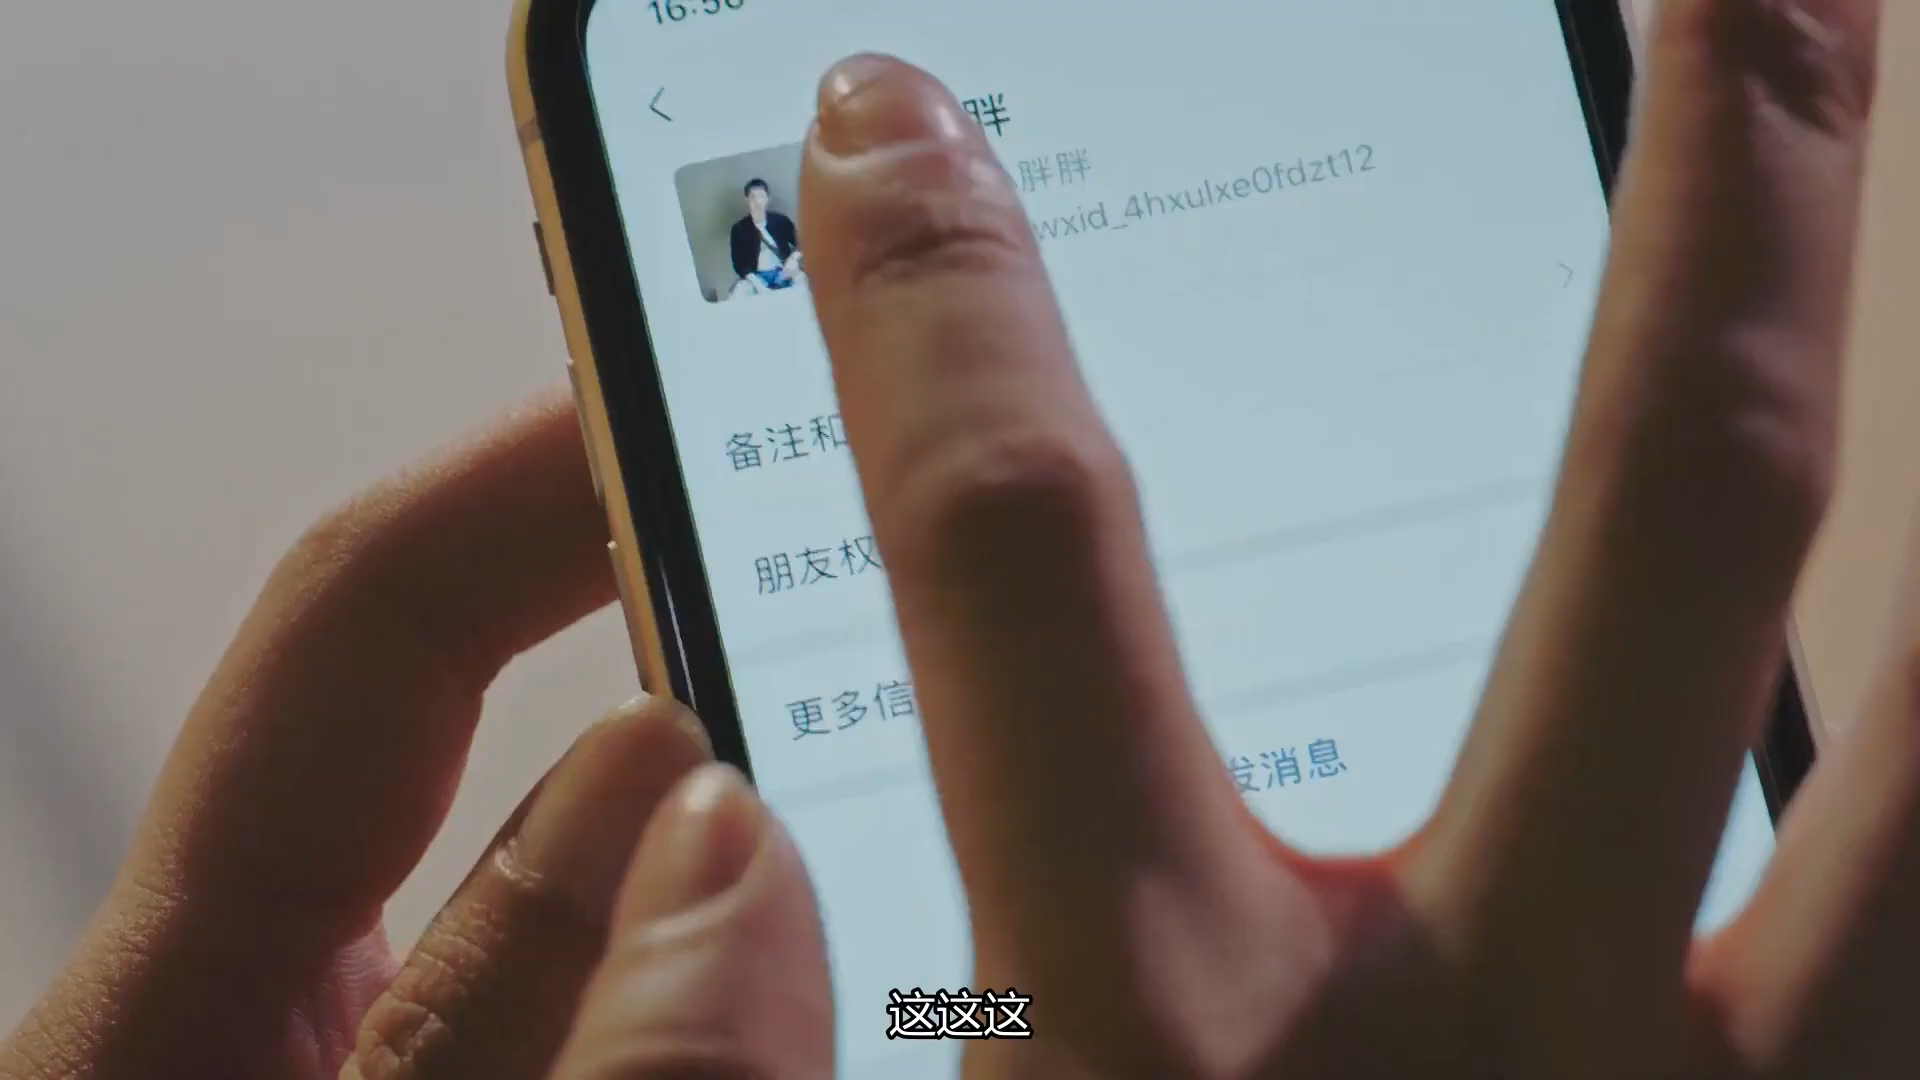 16:58
胖
胖胖
wxid_4hxulxe0fdzt12
备注和
朋友权
更多信
发消息
这这这